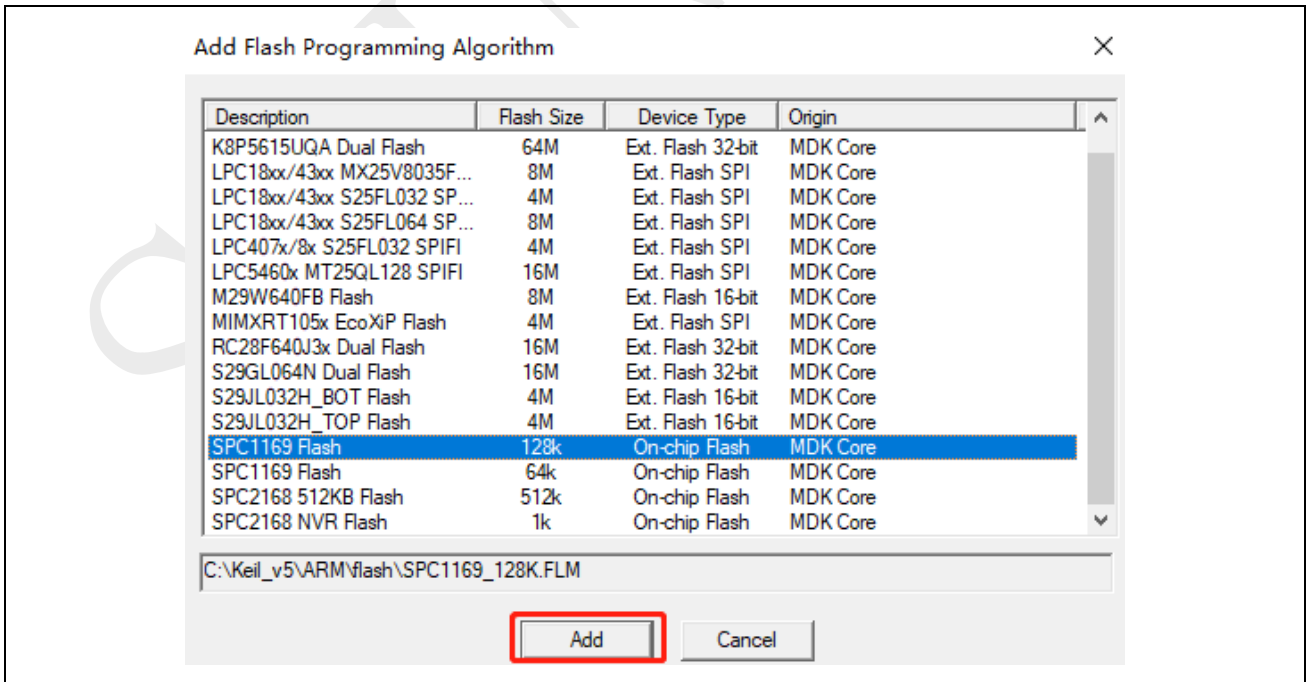 Add Flash Programming Algorithm
Description Flash Size Device Type Origin
K8P5615UQA Dual Flash 64M Ext. Flash 32-bit MDK Core
LPC18xx/43xx MX25V8035F... 8M Ext. Flash SPI MDK Core
LPC18xx/43xx S25FL032 SP... 4M Ext. Flash SPI MDK Core
LPC18xx/43xx S25FL064 SP... 8M Ext. Flash SPI MDK Core
LPC407x/8x S25FL032 SPIFI 4M Ext. Flash SPI MDK Core
LPC5460x MT25QL128 SPIFI 16M Ext. Flash SPI MDK Core
M29W640FB Flash 8M Ext. Flash 16-bit MDK Core
MIMXRT105x EcoXiP Flash 4M Ext. Flash SPI MDK Core
RC28F640J3x Dual Flash 16M Ext. Flash 32-bit MDK Core
S29GL064N Dual Flash 16M Ext. Flash 32-bit MDK Core
S29JL032H_BOT Flash 4M Ext. Flash 16-bit MDK Core
S29JL032H_TOP Flash 4M Ext. Flash 16-bit MDK Core
SPC1169 Flash 128k On-chip Flash MDK Core
SPC1169 Flash 64k On-chip Flash MDK Core
SPC2168 512KB Flash 512k On-chip Flash MDK Core
SPC2168 NVR Flash 1k On-chip Flash MDK Core
C:\Keil_v5\ARM\flash\SPC1169_128K.FLM
Add Cancel